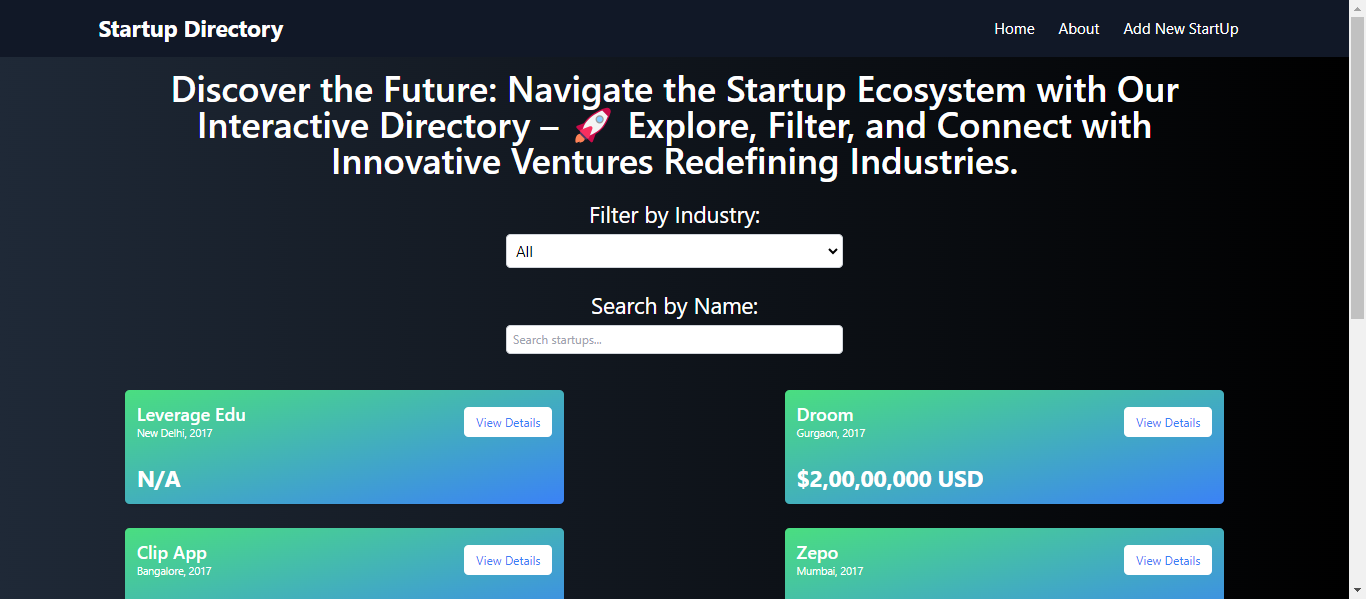 Startup Directory
Home About Add New StartUp
Discover the Future: Navigate the Startup Ecosystem with Our
Interactive Directory – 🚀 Explore, Filter, and Connect with
Innovative Ventures Redefining Industries.
Filter by Industry:
All
Search by Name:
Search startups...
Leverage Edu
New Delhi, 2017
View Details
N/A
Droom
Gurgaon, 2017
View Details
$2,00,00,000 USD
Clip App
Bangalore, 2017
View Details
Zepo
Mumbai, 2017
View Details